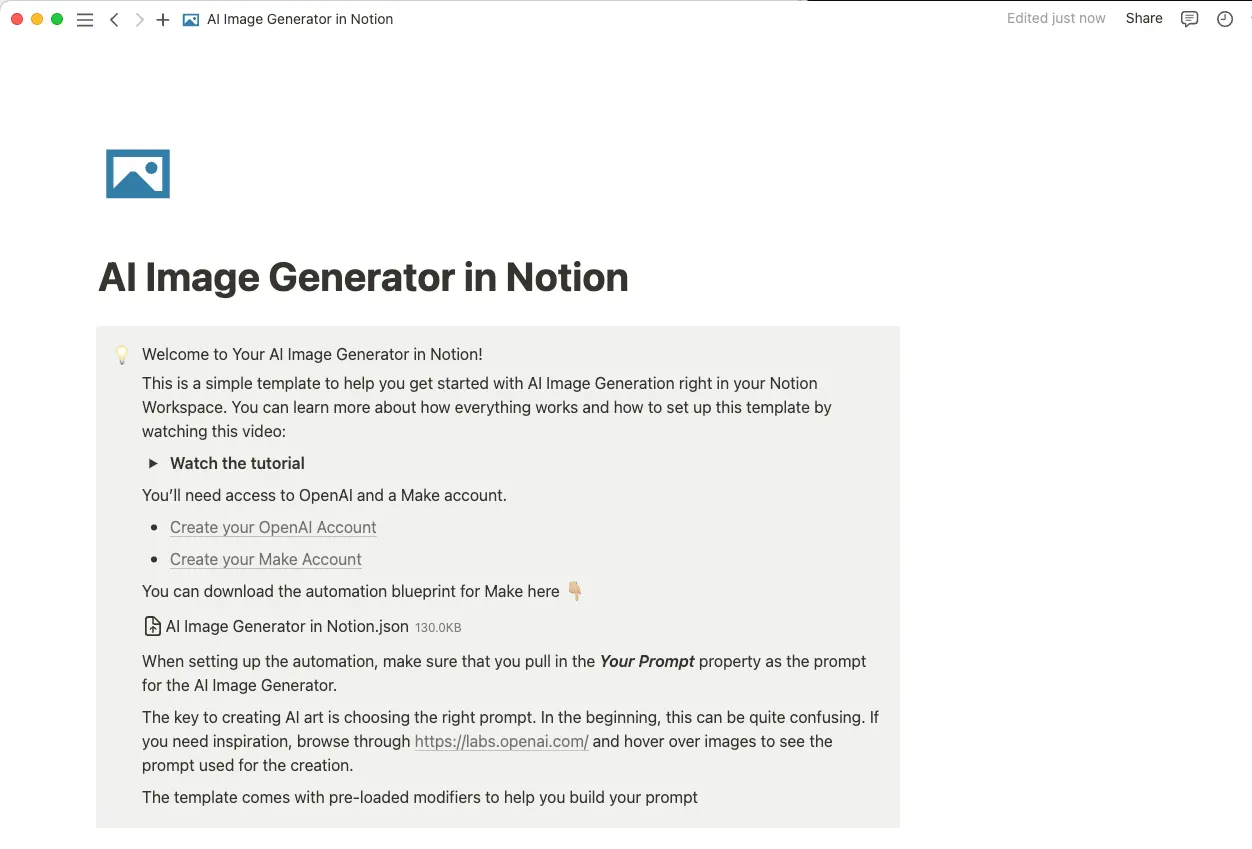 AI Image Generator in Notion
Edited just now
Share
AI Image Generator in Notion
Welcome to Your AI Image Generator in Notion!
This is a simple template to help you get started with AI Image Generation right in your Notion
Workspace. You can learn more about how everything works and how to set up this template by
watching this video:
Watch the tutorial
You’ll need access to OpenAI and a Make account.
• Create your OpenAI Account
• Create your Make Account
You can download the automation blueprint for Make here 👇🏼
AI Image Generator in Notion.json 130.0KB
When setting up the automation, make sure that you pull in the Your Prompt property as the prompt
for the AI Image Generator.
The key to creating AI art is choosing the right prompt. In the beginning, this can be quite confusing. If
you need inspiration, browse through https://labs.openai.com/ and hover over images to see the
prompt used for the creation.
The template comes with pre-loaded modifiers to help you build your prompt